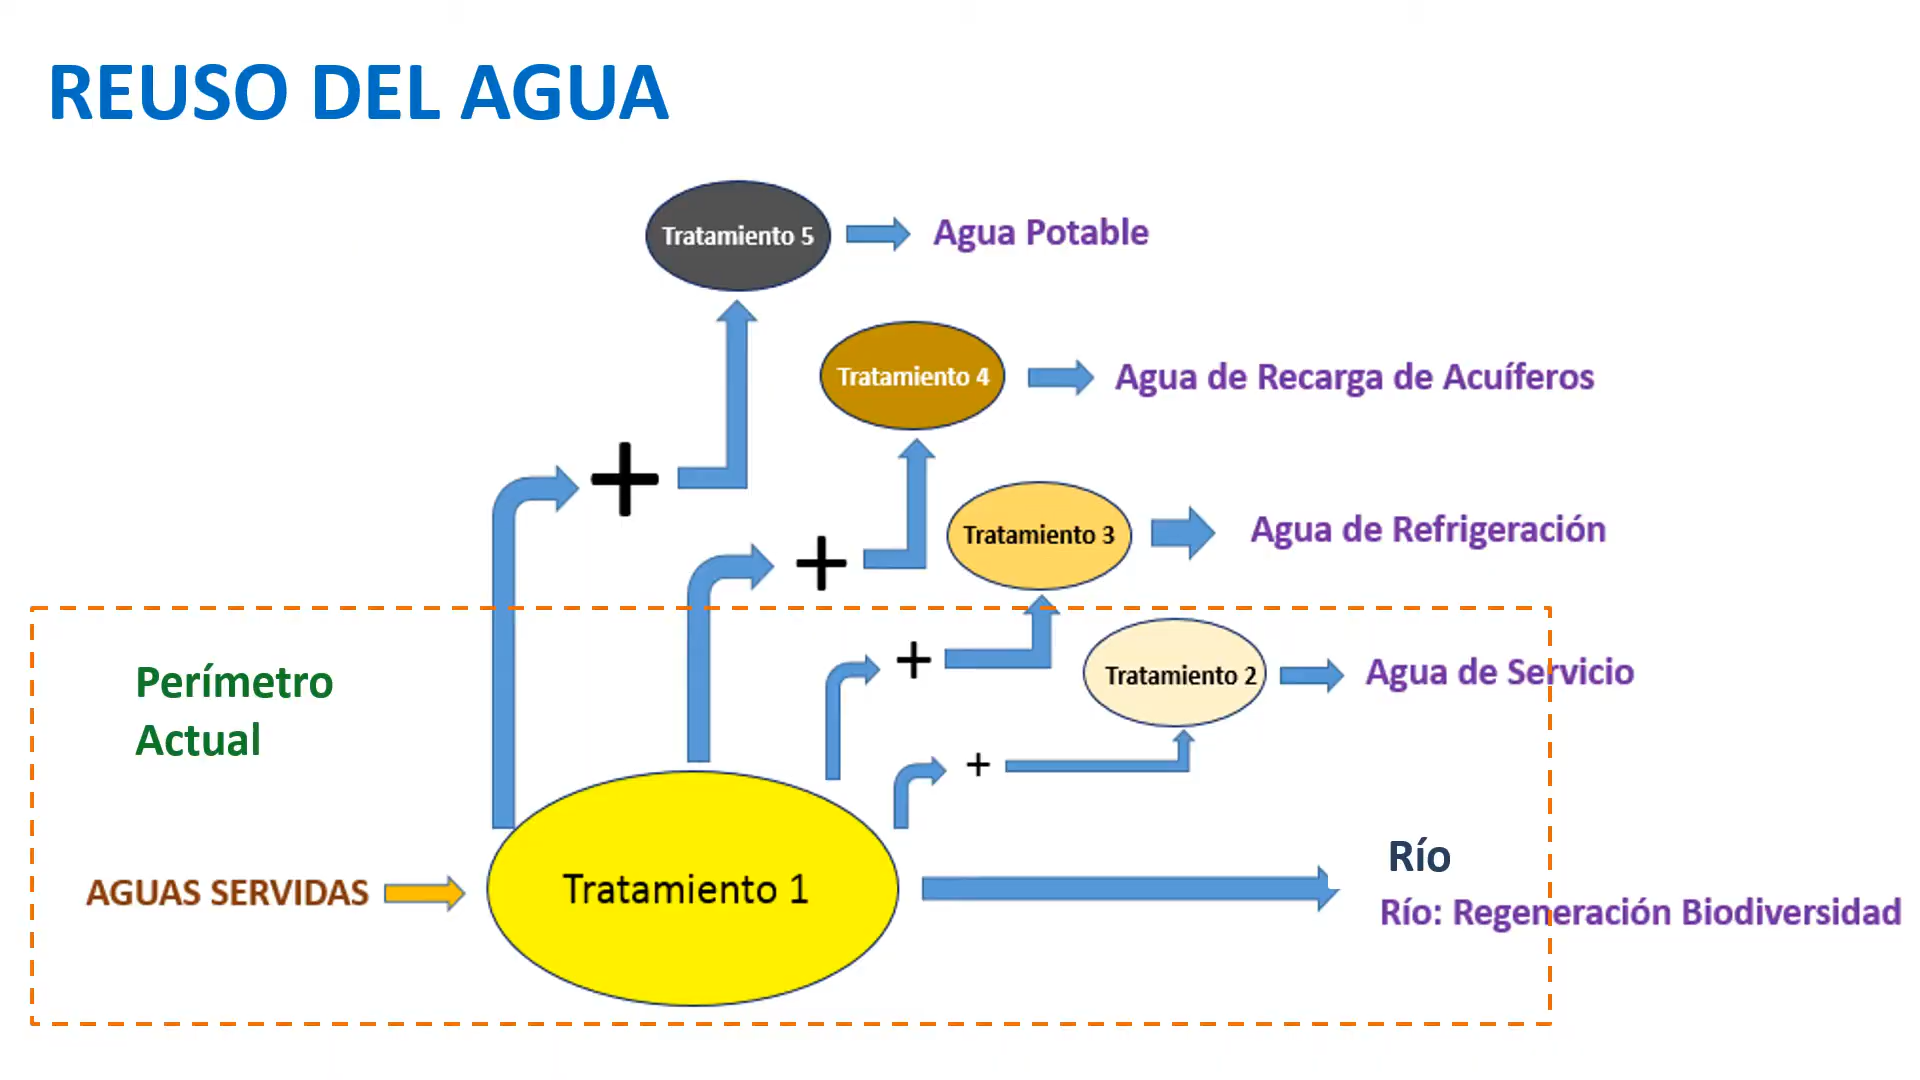 REUSO DEL AGUA
Tratamiento 5
Agua Potable
Tratamiento 4
Agua de Recarga de Acuíferos
+
Tratamiento 3
Agua de Refrigeración
+
Perímetro
Actual
+
Tratamiento 2
Agua de Servicio
+
AGUAS SERVIDAS
Tratamiento 1
Río
Río: Regeneración Biodiversidad